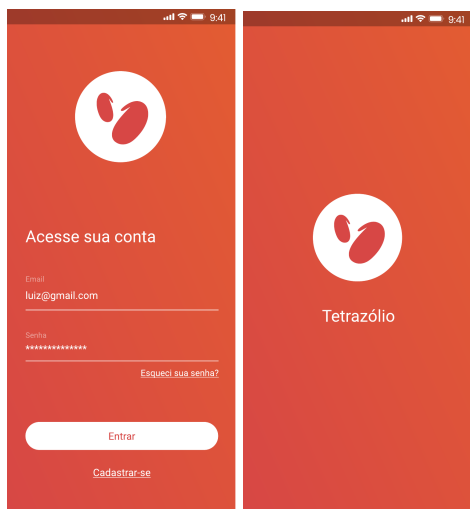 9:41
Acesse sua conta
Email
luiz@gmail.com
Senha
**************
Esqueci sua senha?
Entrar
Cadastrar-se
9:41
Tetrazólio